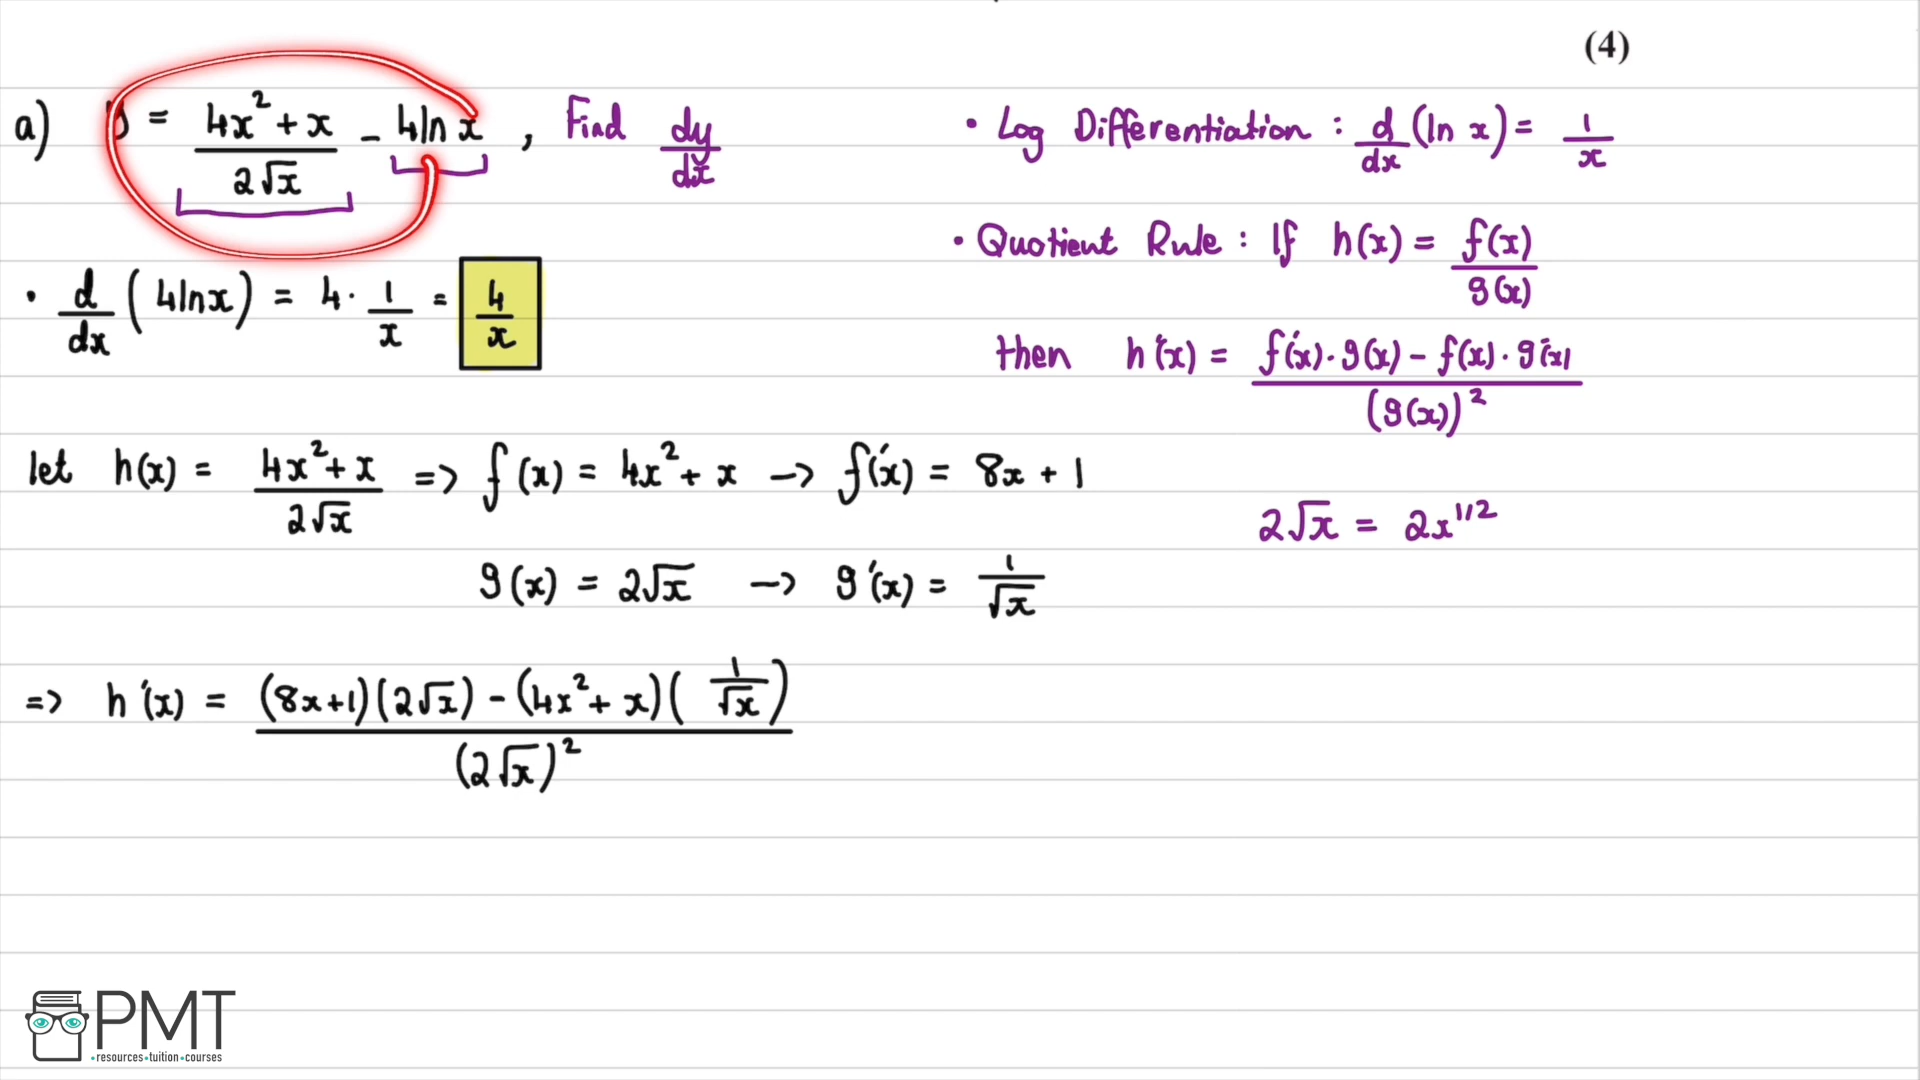 (4)
a) y = (4x² + x)/(2√x) - 4ln x , Find dy/dx
• d/dx (4lnx) = 4 · 1/x = 4/x
• Log Differentiation : d/dx (ln x) = 1/x
• Quotient Rule : If h(x) = f(x)/g(x)
then h'(x) = (f'(x) · g(x) - f(x) · g'(x))/(g(x))²
let h(x) = (4x² + x)/(2√x) => f(x) = 4x² + x -> f'(x) = 8x + 1
2√x = 2x^1/2
g(x) = 2√x -> g'(x) = 1/√x
=> h'(x) = ((8x+1)(2√x) - (4x² + x)(1/√x))/(2√x)²
PMT
•resources•tuition•courses